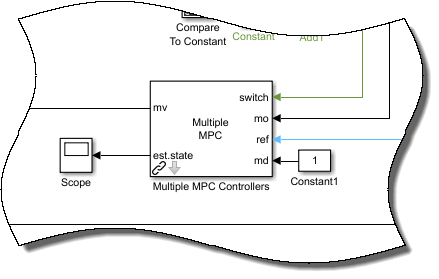 Compare
To Constant
Constant
Add1
mv
Multiple
MPC
est.state
switch
mo
ref
md
Multiple MPC Controllers
Scope
1
Constant1